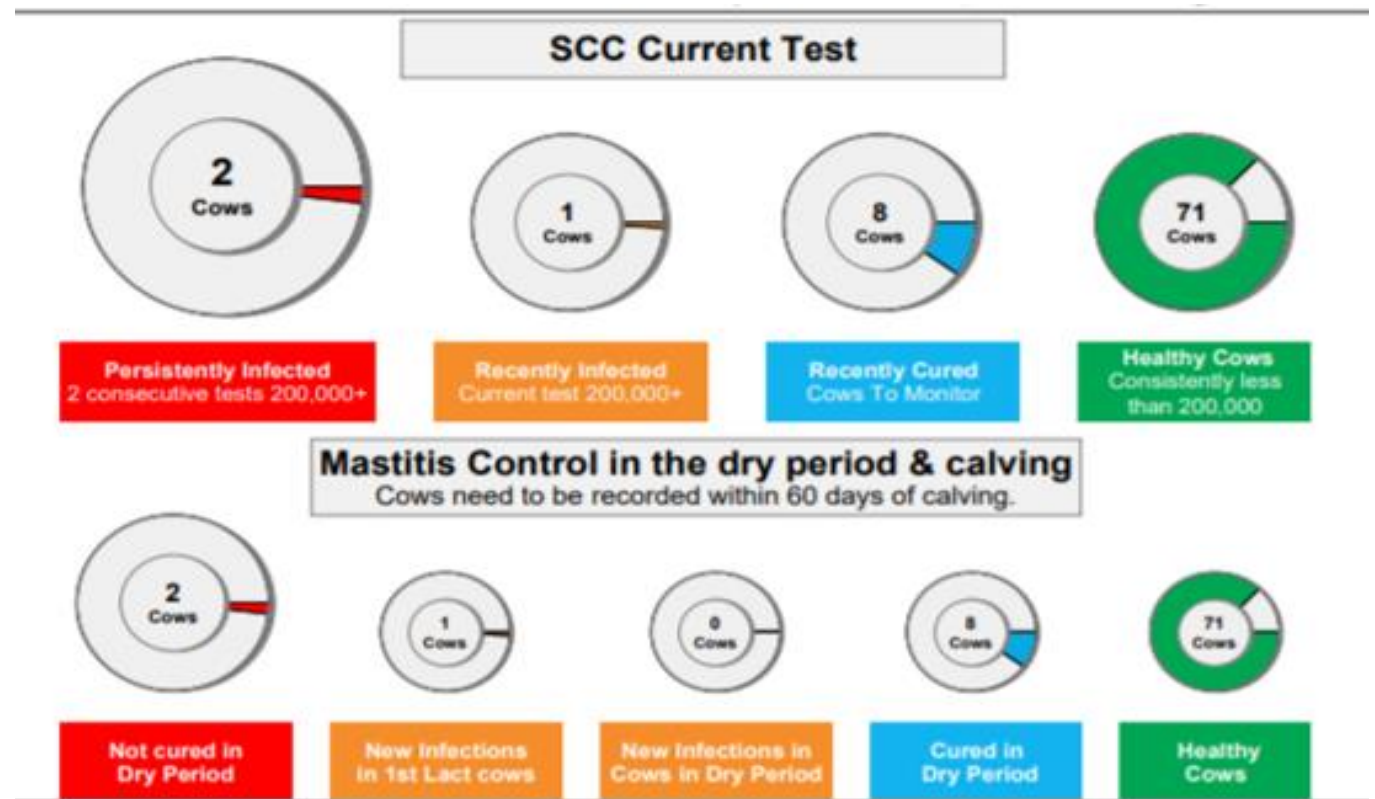 SCC Current Test
2
Cows
1
Cows
8
Cows
71
Cows
Persistently Infected
2 consecutive tests 200,000+
Recently Infected
Current test 200,000+
Recently Cured
Cows To Monitor
Healthy Cows
Consistently less
than 200,000
Mastitis Control in the dry period & calving
Cows need to be recorded within 60 days of calving.
2
Cows
1
Cows
0
Cows
8
Cows
71
Cows
Not cured in
Dry Period
New Infections
in 1st Lact cows
New Infections in
Cows in Dry Period
Cured in
Dry Period
Healthy
Cows